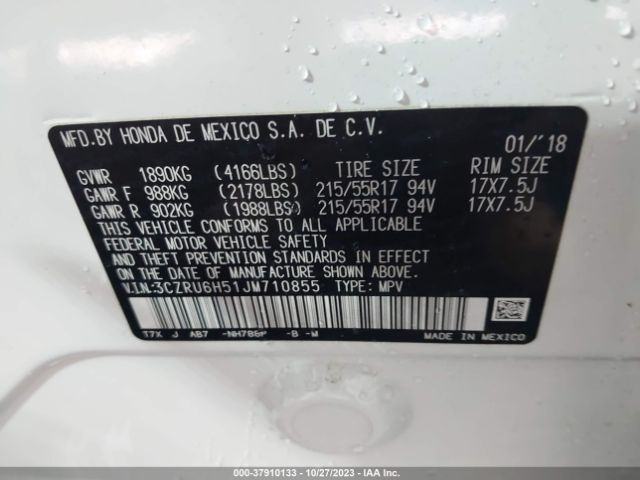 MFD.BY HONDA DE MEXICO S.A. DE C.V. 01/'18
GVWR 1890KG (4166LBS) TIRE SIZE RIM SIZE
GAWR F 988KG (2178LBS) 215/55R17 94V 17X7.5J
GAWR R 902KG (1988LBS) 215/55R17 94V 17X7.5J
THIS VEHICLE CONFORMS TO ALL APPLICABLE
FEDERAL MOTOR VEHICLE SAFETY
AND THEFT PREVENTION STANDARDS IN EFFECT
ON THE DATE OF MANUFACTURE SHOWN ABOVE.
V.I.N:3CZRU6H51JM710855 TYPE: MPV
T7X J AB7 -NH788P -B -M
MADE IN MEXICO
000-37910133 - 10/27/2023 - IAA Inc.